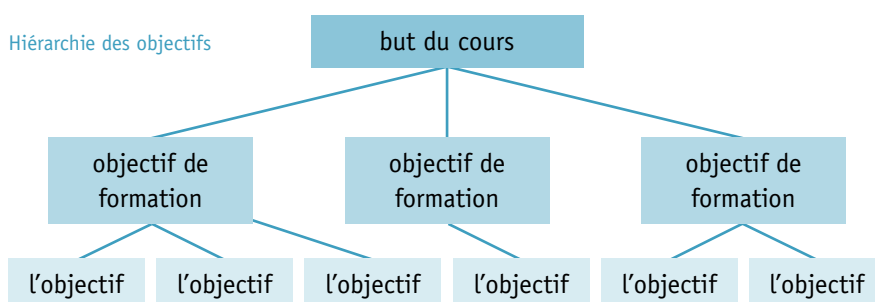 Hiérarchie des objectifs
but du cours
objectif de
formation
objectif de
formation
objectif de
formation
l'objectif
l'objectif
l'objectif
l'objectif
l'objectif
l'objectif